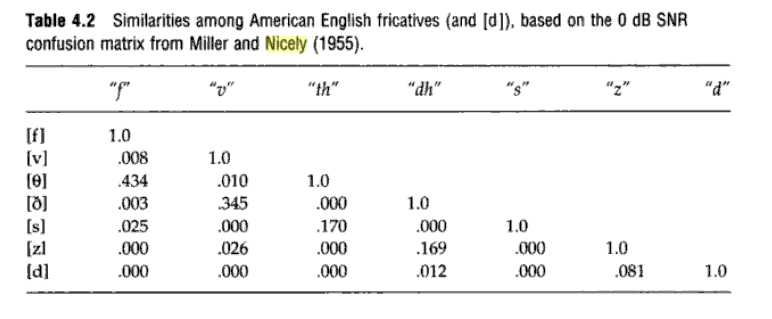 Table 4.2 Similarities among American English fricatives (and [d]), based on the 0 dB SNR
confusion matrix from Miller and Nicely (1955).
"f" "v" "th" "dh" "s" "z" "d"
[f] 1.0
[v] .008 1.0
[θ] .434 .010 1.0
[ð] .003 .345 .000 1.0
[s] .025 .000 .170 .000 1.0
[z] .000 .026 .000 .169 .000 1.0
[d] .000 .000 .000 .012 .000 .081 1.0